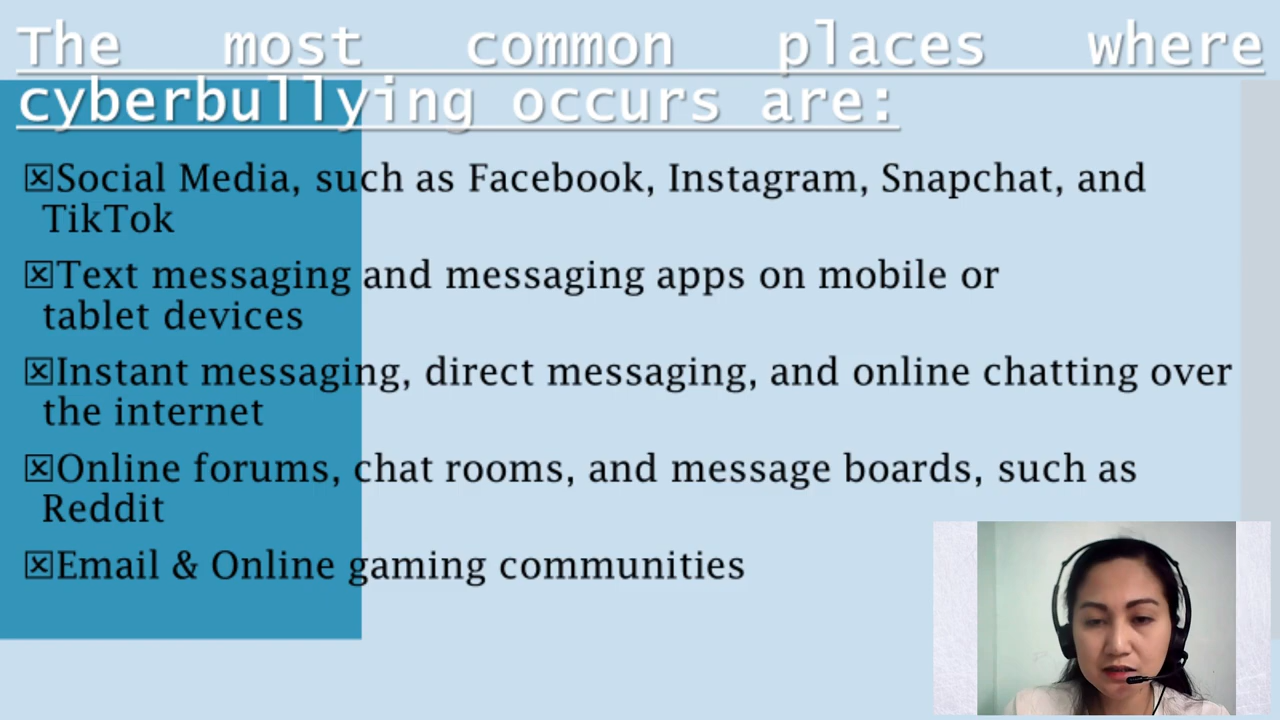 The most common places where
cyberbullying occurs are:
☒Social Media, such as Facebook, Instagram, Snapchat, and
TikTok
☒Text messaging and messaging apps on mobile or
tablet devices
☒Instant messaging, direct messaging, and online chatting over
the internet
☒Online forums, chat rooms, and message boards, such as
Reddit
☒Email & Online gaming communities